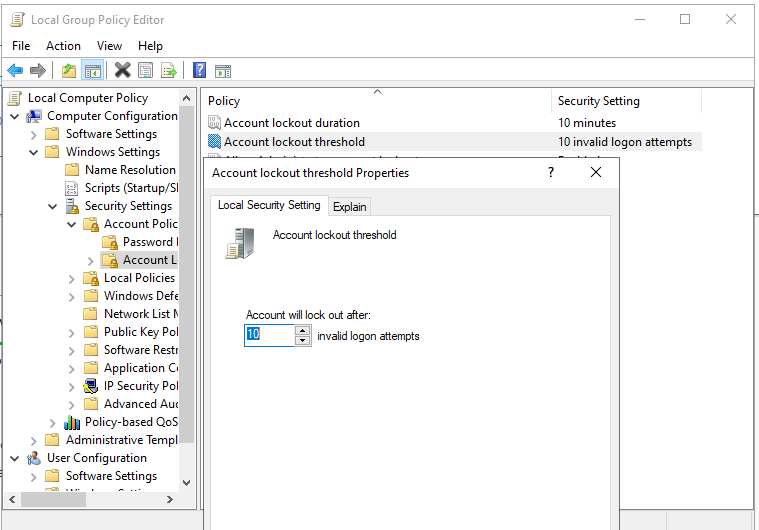 Local Group Policy Editor
File Action View Help
Local Computer Policy
Computer Configuration
Software Settings
Windows Settings
Name Resolution
Scripts (Startup/Sh
Security Settings
Account Polic
Password
Account L
Local Policies
Windows Defe
Network List M
Public Key Pol
Software Restr
Application Co
IP Security Pol
Advanced Aud
Policy-based QoS
Administrative Templ
User Configuration
Software Settings
Policy Security Setting
Account lockout duration 10 minutes
Account lockout threshold 10 invalid logon attempts
Account lockout threshold Properties
Local Security Setting Explain
Account lockout threshold
Account will lock out after:
10 invalid logon attempts